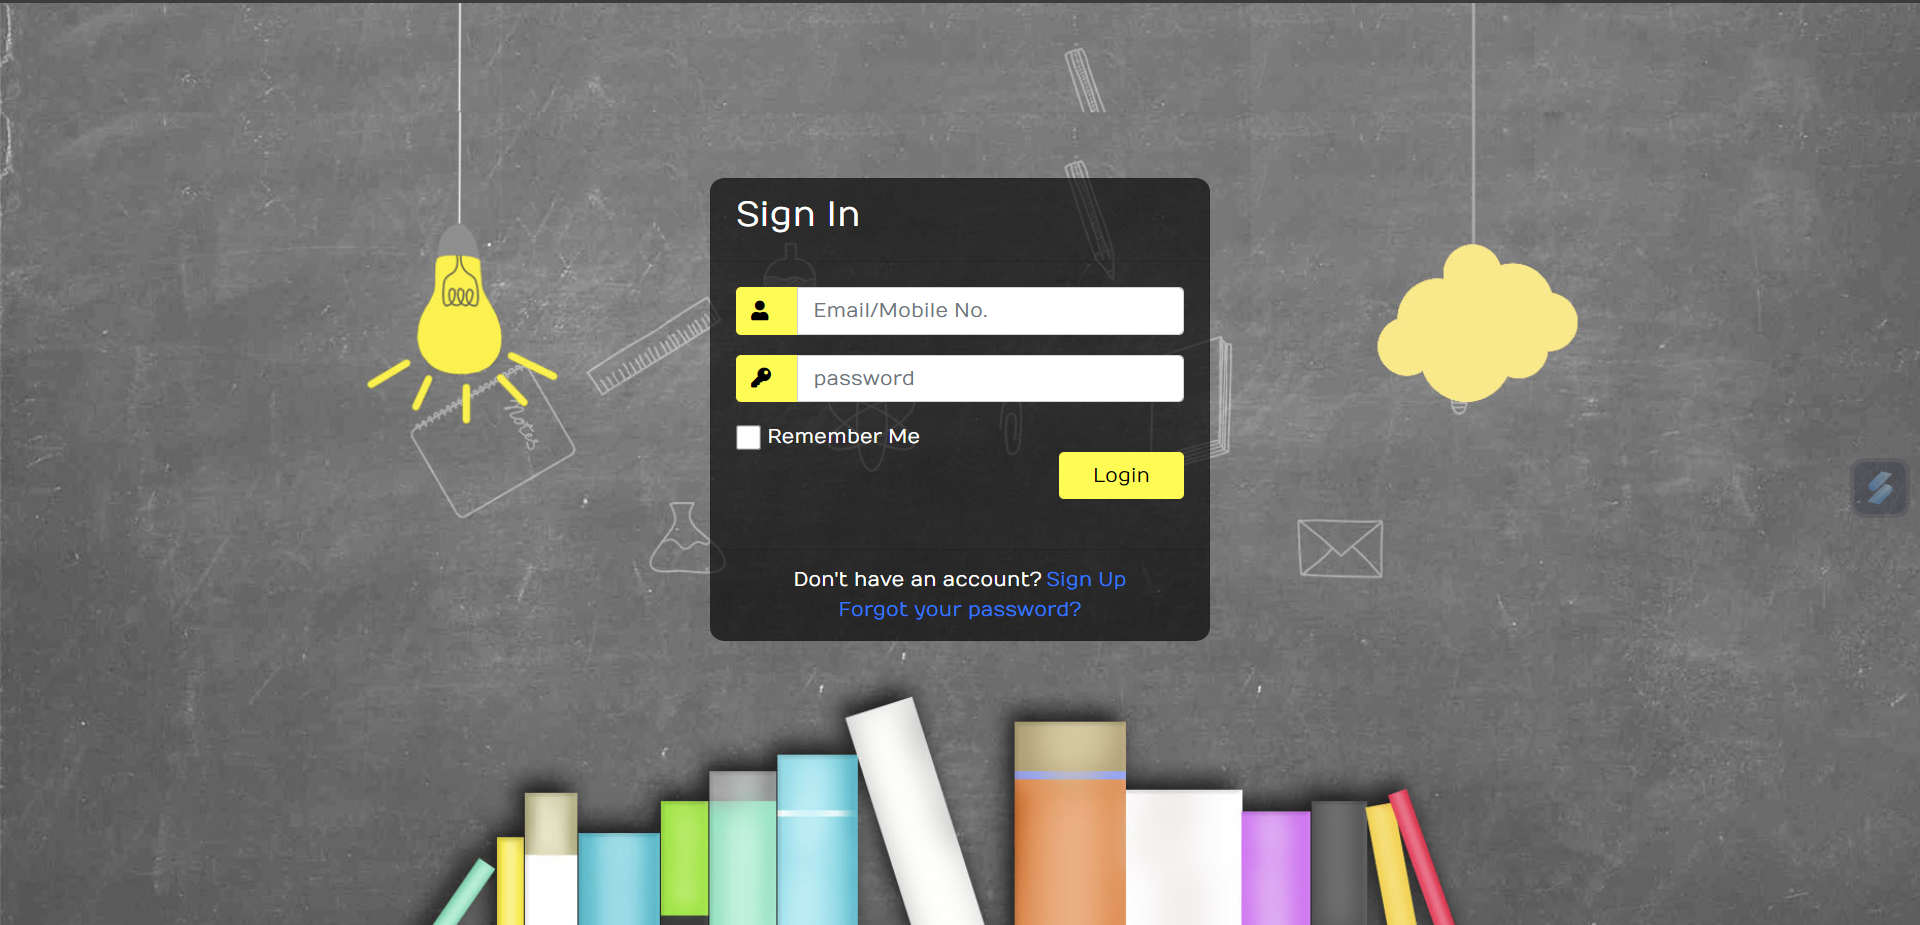 Sign In
Email/Mobile No.
password
Remember Me
Login
Don't have an account? Sign Up
Forgot your password?
Notes